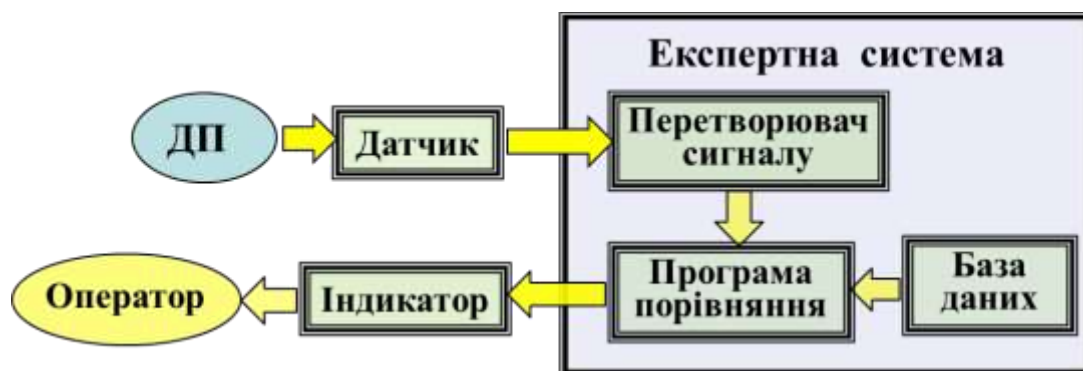 Експертна система
ДП
Датчик
Перетворювач
сигналу
Оператор
Індикатор
Програма
порівняння
База
даних